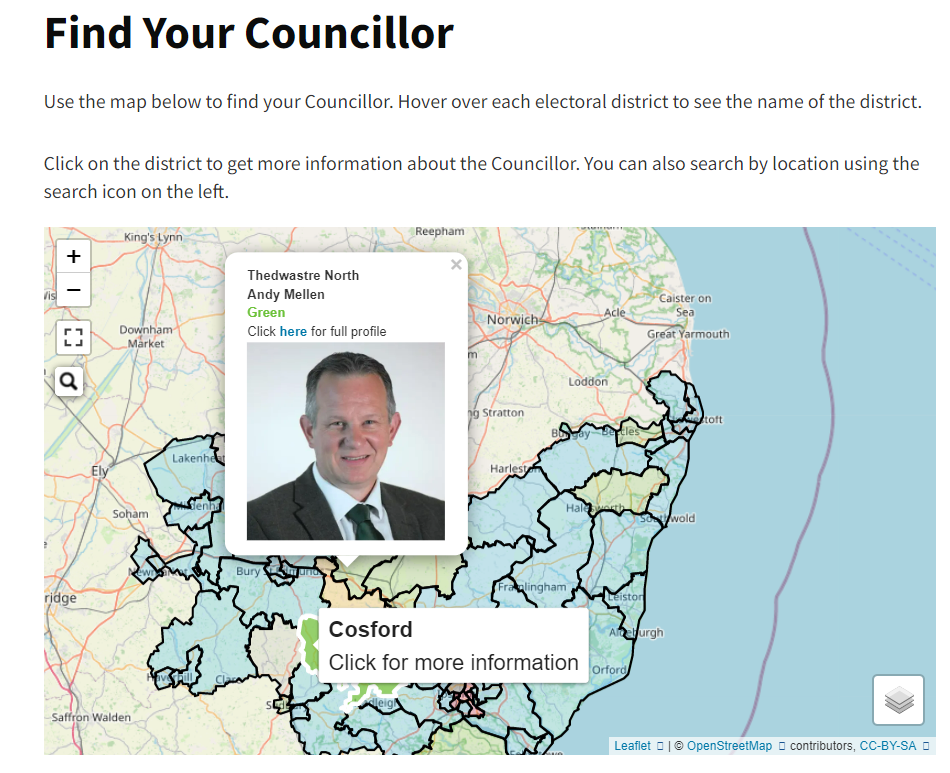 Find Your Councillor
Use the map below to find your Councillor. Hover over each electoral district to see the name of the district.
Click on the district to get more information about the Councillor. You can also search by location using the
search icon on the left.
King's Lynn
Reepham
+
−
Thedwastre North
×
Andy Mellen
Green
Click here for full profile
Caister on
Sea
Acle
Norwich
Great Yarmouth
Downham
Market
Loddon
Stratton
Bungay
Beccles
Lakenheath
Ely
Soham
Halesworth
Southwold
Newmarket
Bury St Edmunds
Framlingham
Leiston
Cosford
Click for more information
Aldeburgh
Orford
Haverhill
Saffron Walden
Leaflet | © OpenStreetMap contributors, CC-BY-SA